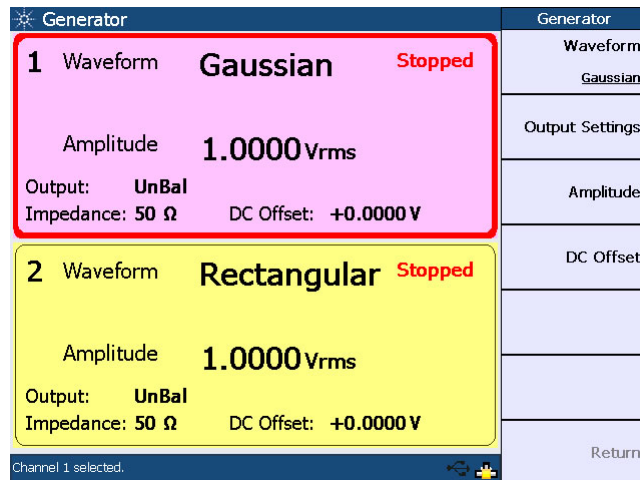 Generator
1 Waveform Gaussian Stopped
Amplitude 1.0000 Vrms
Output: UnBal
Impedance: 50 Ω DC Offset: +0.0000 V
2 Waveform Rectangular Stopped
Amplitude 1.0000 Vrms
Output: UnBal
Impedance: 50 Ω DC Offset: +0.0000 V
Channel 1 selected.
Generator
Waveform
Gaussian
Output Settings
Amplitude
DC Offset
Return